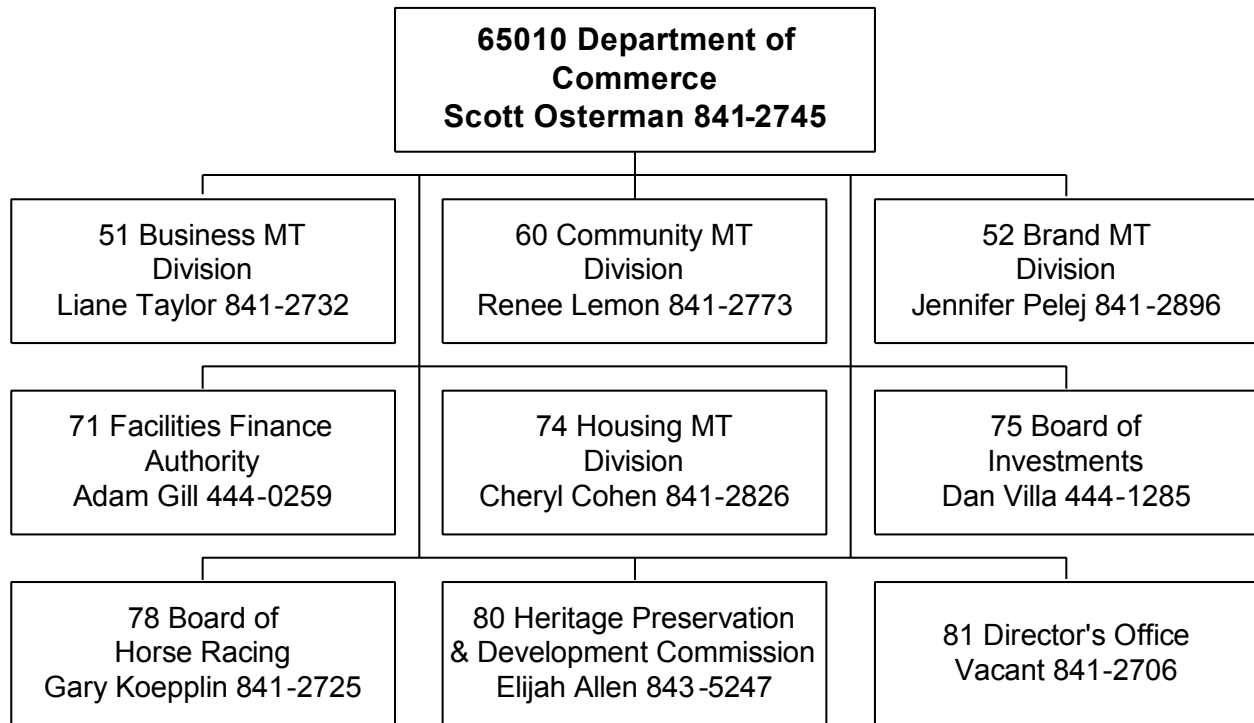 65010 Department of
Commerce
Scott Osterman 841-2745
51 Business MT
Division
Liane Taylor 841-2732
60 Community MT
Division
Renee Lemon 841-2773
52 Brand MT
Division
Jennifer Pelej 841-2896
71 Facilities Finance
Authority
Adam Gill 444-0259
74 Housing MT
Division
Cheryl Cohen 841-2826
75 Board of
Investments
Dan Villa 444-1285
78 Board of
Horse Racing
Gary Koepplin 841-2725
80 Heritage Preservation
& Development Commission
Elijah Allen 843-5247
81 Director's Office
Vacant 841-2706